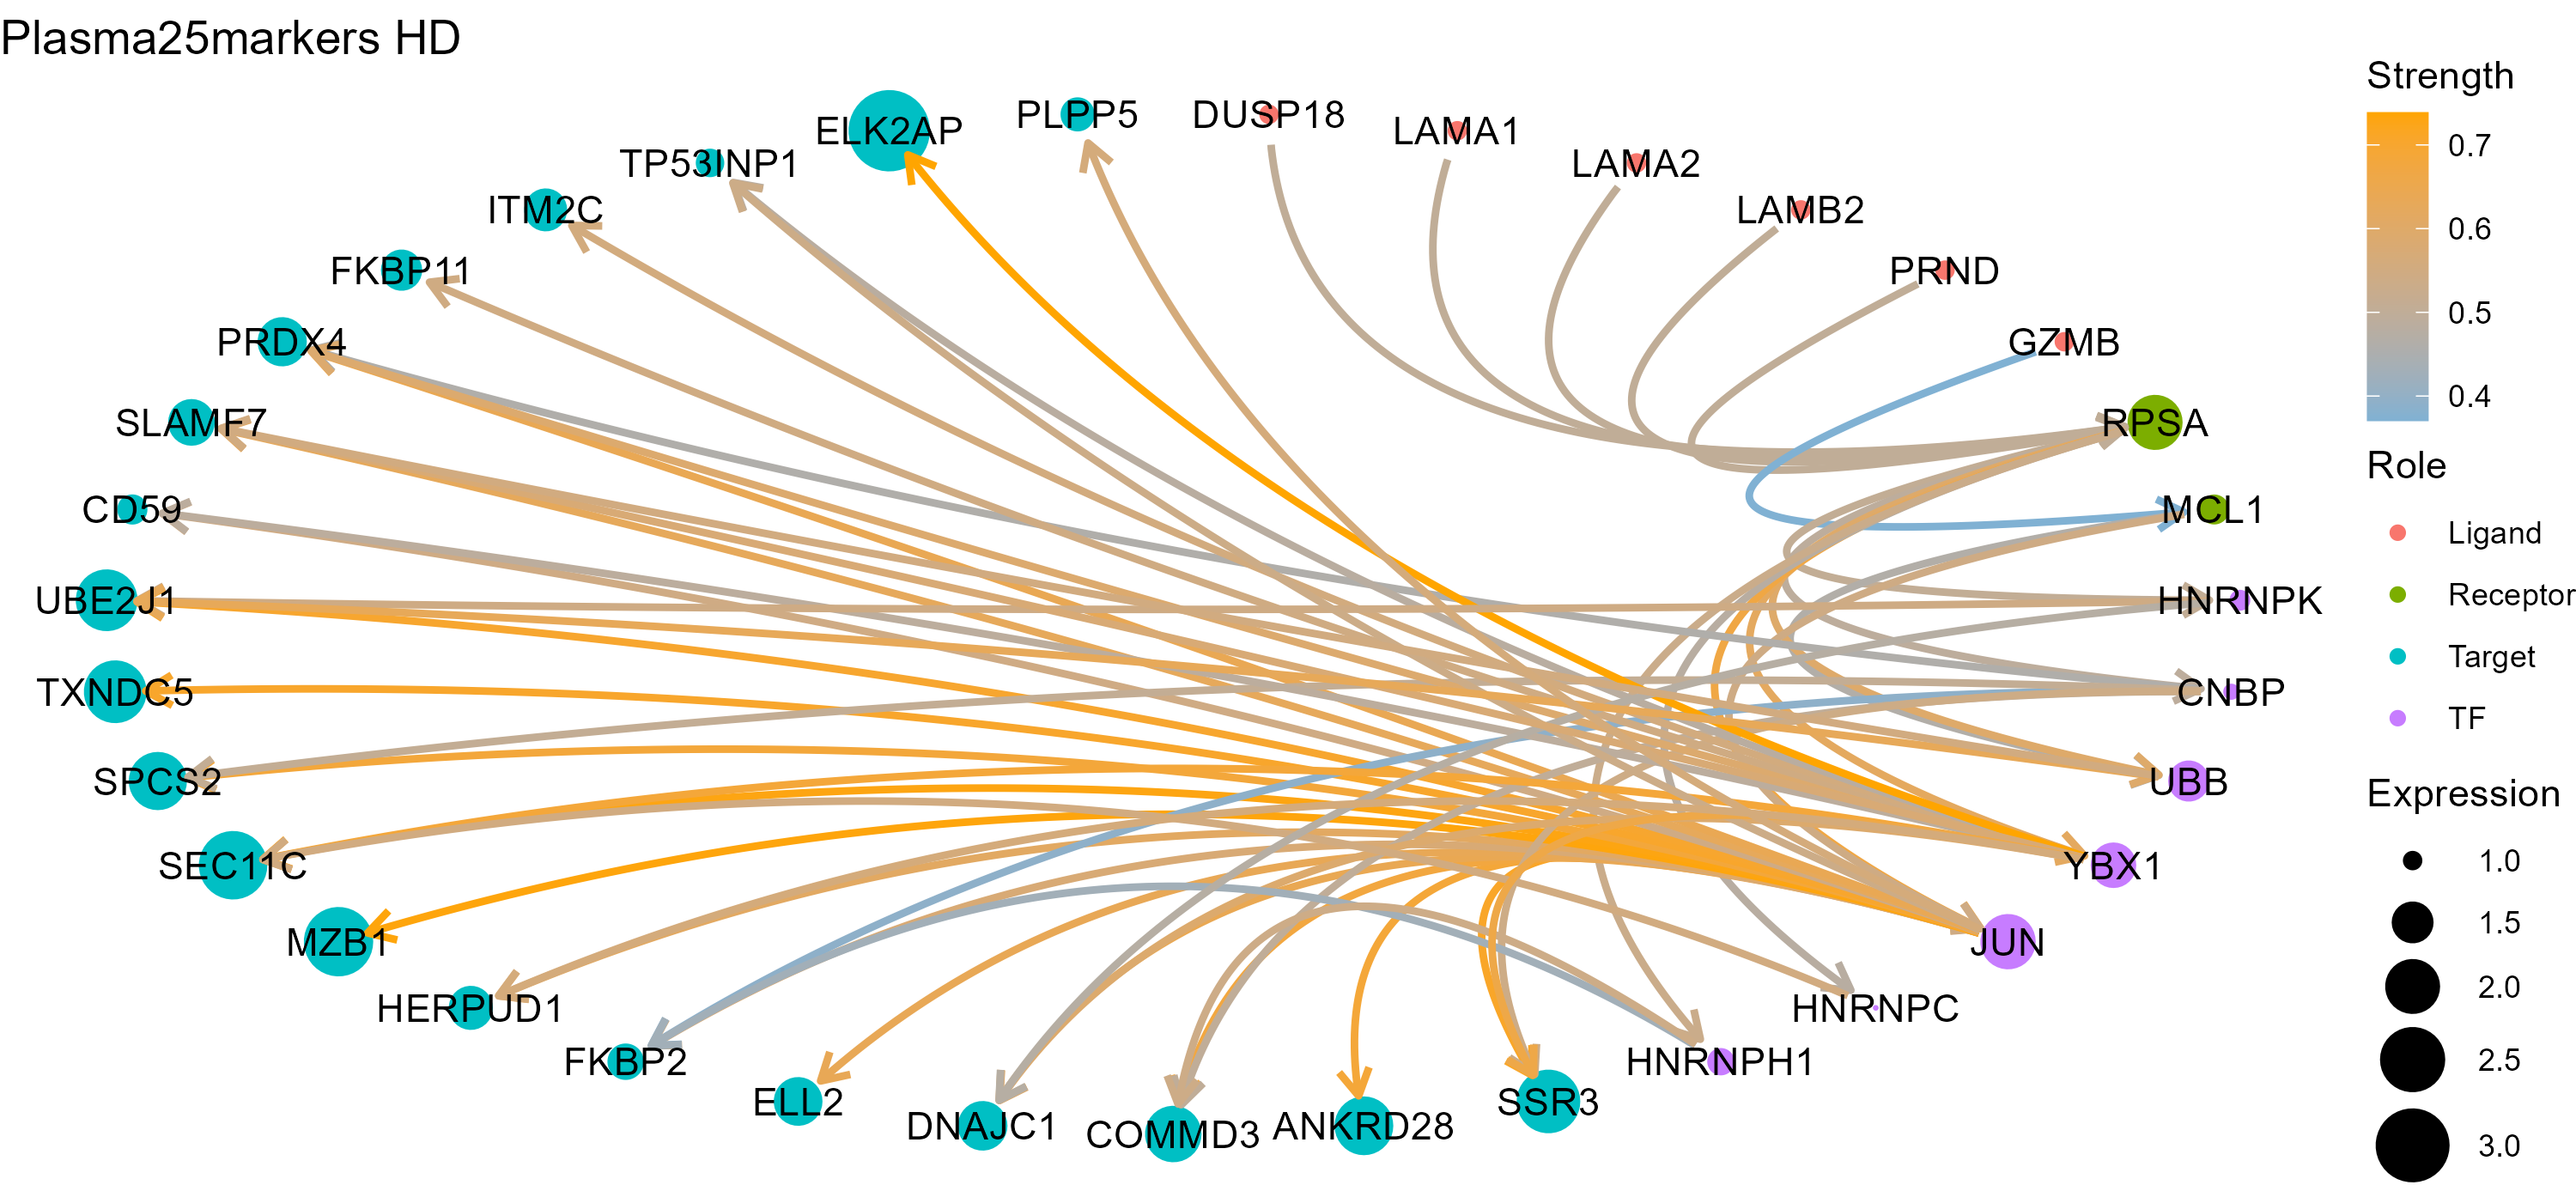 Plasma25markers HD
ELK2AP
PLPP5
DUSP18
LAMA1
LAMA2
LAMB2
PRND
GZMB
RPSA
MCL1
HNRNPK
CNBP
UBB
YBX1
JUN
HNRNPC
HNRNPH1
SSR3
ANKRD28
COMMD3
DNAJC1
ELL2
FKBP2
HERPUD1
MZB1
SEC11C
SPCS2
TXNDC5
UBE2J1
CD59
SLAMF7
PRDX4
FKBP11
ITM2C
TP53INP1
Strength
0.7
0.6
0.5
0.4
Role
Ligand
Receptor
Target
TF
Expression
1.0
1.5
2.0
2.5
3.0